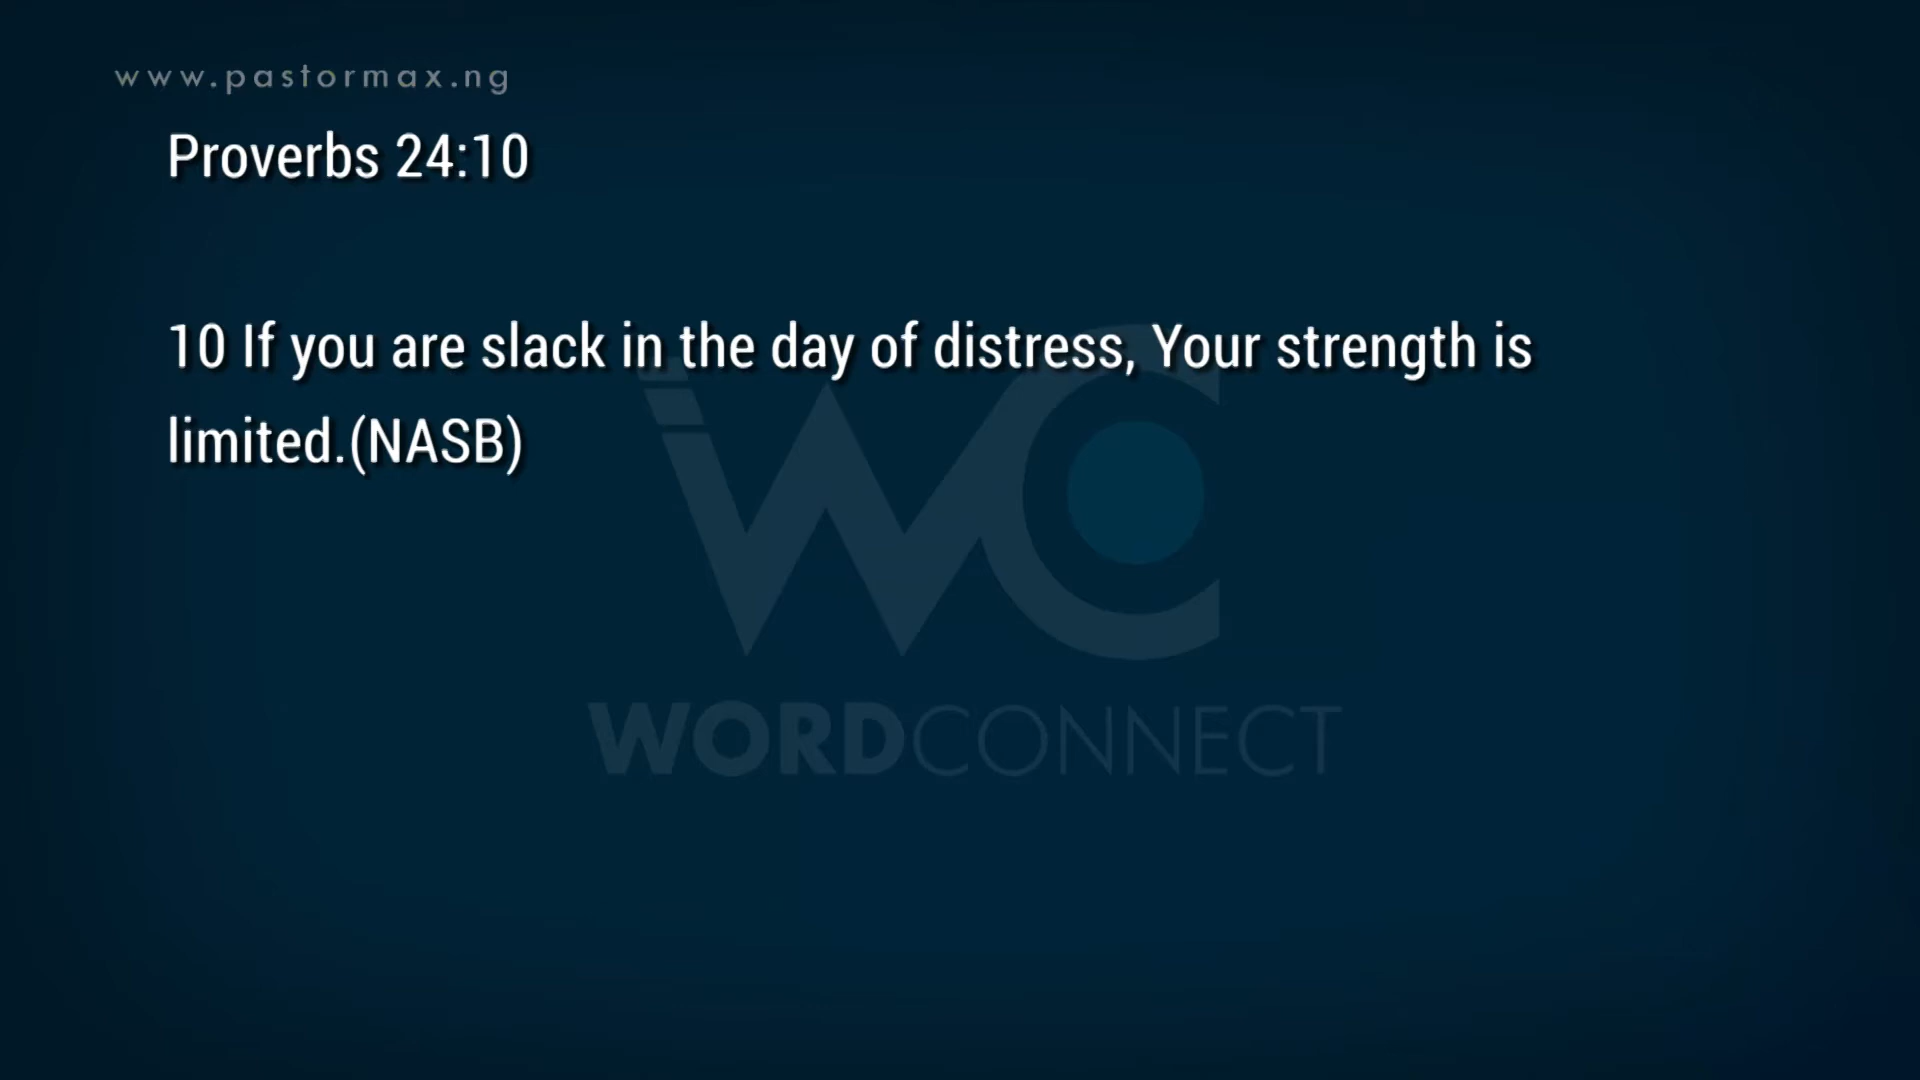 www.pastormax.ng
Proverbs 24:10
10 If you are slack in the day of distress, Your strength is
limited.(NASB)
WC
WORDCONNECT